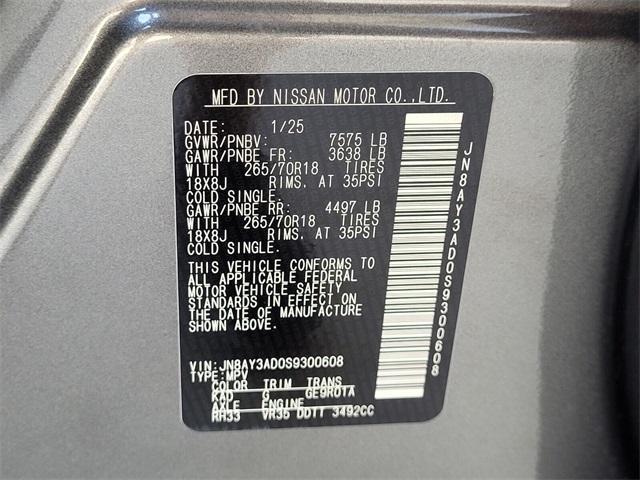 MFD BY NISSAN MOTOR CO.,LTD.
DATE: 1/25
GVWR/PNBV: 7575 LB
GAWR/PNBE FR: 3638 LB
WITH 265/70R18 TIRES
18X8J RIMS. AT 35PSI
COLD SINGLE.
GAWR/PNBE RR: 4497 LB
WITH 265/70R18 TIRES
18X8J RIMS. AT 35PSI
COLD SINGLE.
THIS VEHICLE CONFORMS TO
ALL APPLICABLE FEDERAL
MOTOR VEHICLE SAFETY
STANDARDS IN EFFECT ON
THE DATE OF MANUFACTURE
SHOWN ABOVE.
VIN: JN8AY3AD0S9300608
TYPE: MPV
COLOR TRIM TRANS
KAD G GE9R01A
AXLE ENGINE
RH33 VR35 DDTT 3492CC
JN8AY3AD0S9300608